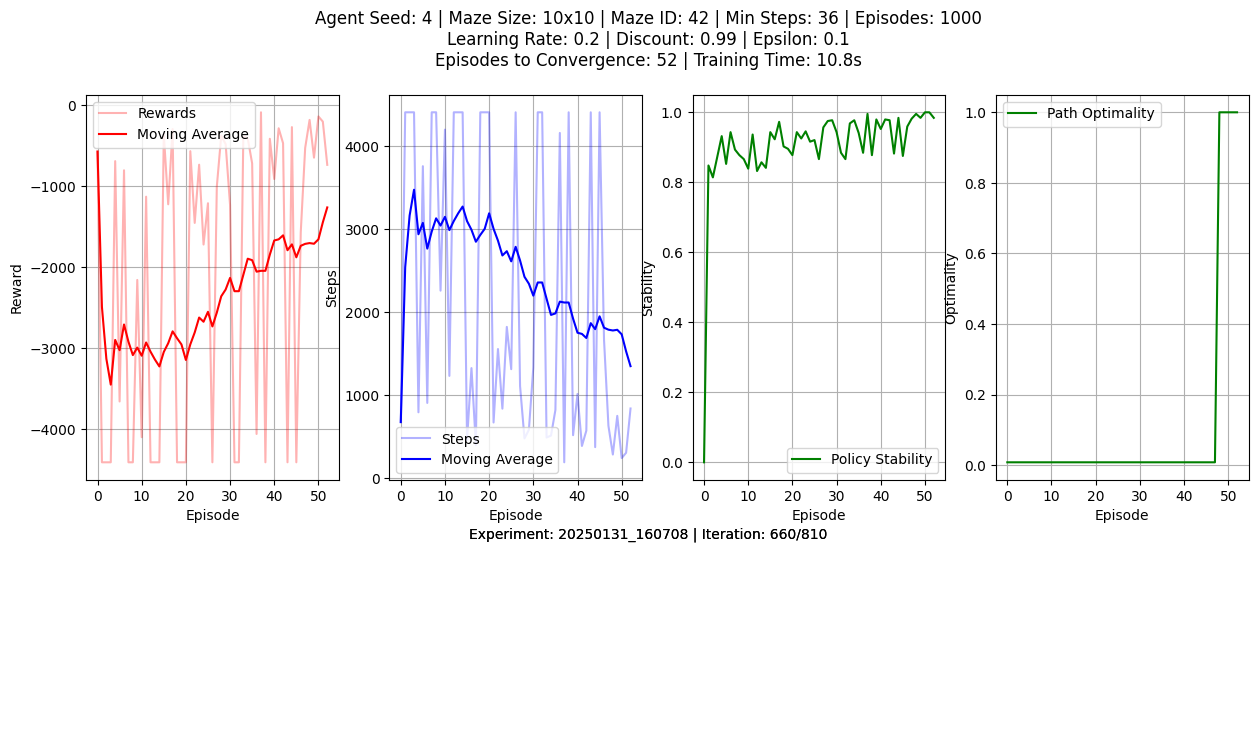 Agent Seed: 4 | Maze Size: 10x10 | Maze ID: 42 | Min Steps: 36 | Episodes: 1000
Learning Rate: 0.2 | Discount: 0.99 | Epsilon: 0.1
Episodes to Convergence: 52 | Training Time: 10.8s
Reward
0
−1000
−2000
−3000
−4000
Rewards
Moving Average
0 10 20 30 40 50
Episode
Steps
4000
3000
2000
1000
0
Steps
Moving Average
0 10 20 30 40 50
Episode
Stability
1.0
0.8
0.6
0.4
0.2
0.0
Policy Stability
0 10 20 30 40 50
Episode
Optimality
1.0
0.8
0.6
0.4
0.2
0.0
Path Optimality
0 10 20 30 40 50
Episode
Experiment: 20250131_160708 | Iteration: 660/810